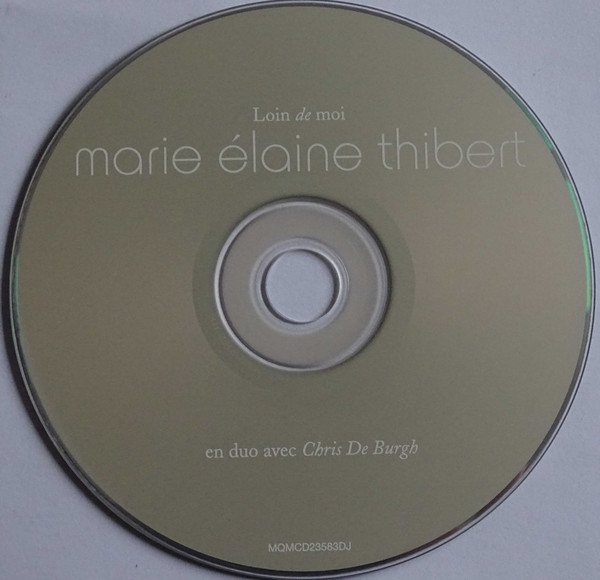 Loin de moi
marie élaine thibert
en duo avec Chris De Burgh
MQMCD23583DJ